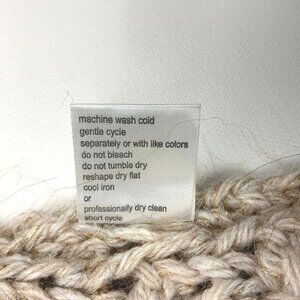 machine wash cold
gentle cycle
separately or with like colors
do not bleach
do not tumble dry
reshape dry flat
cool iron
or
professionally dry clean
short cycle